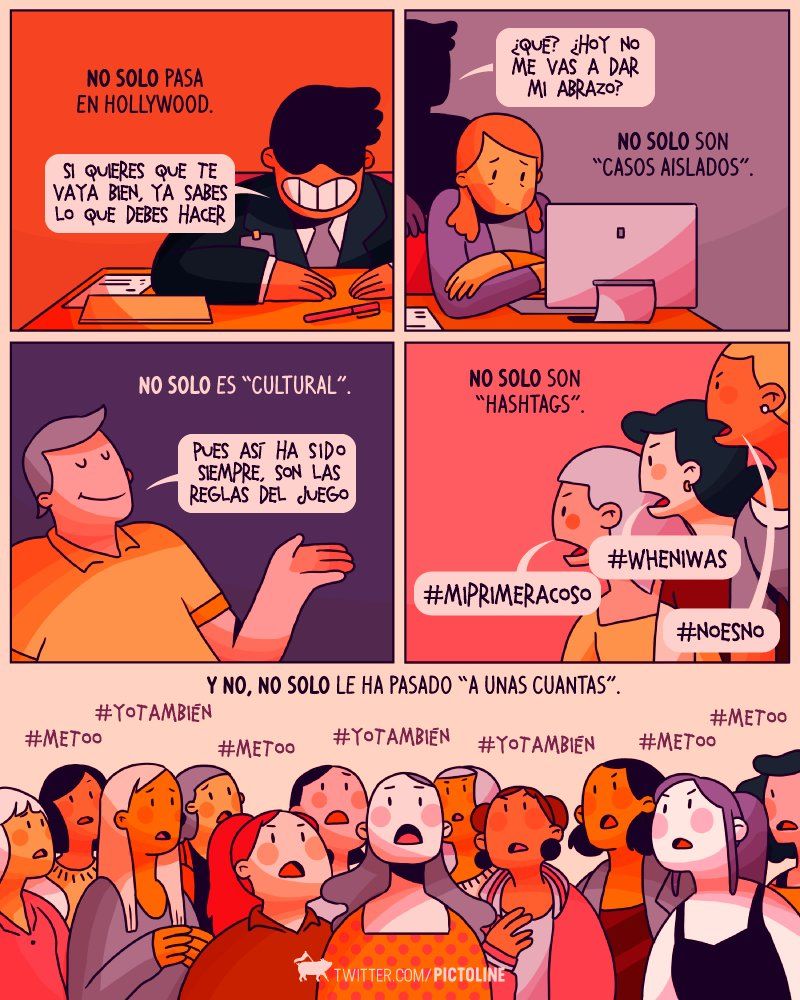 NO SOLO PASA
EN HOLLYWOOD.
SI QUIERES QUE TE
VAYA BIEN, YA SABES
LO QUE DEBES HACER
¿QUÉ? ¿HOY NO
ME VAS A DAR
MI ABRAZO?
NO SOLO SON
“CASOS AISLADOS”.
NO SOLO ES “CULTURAL”.
PUES ASÍ HA SIDO
SIEMPRE, SON LAS
REGLAS DEL JUEGO
NO SOLO SON
“HASHTAGS”.
#WHENIWAS
#MIPRIMERACOSO
#NOESNO
Y NO, NO SOLO LE HA PASADO “A UNAS CUANTAS”.
#YOTAMBIÉN
#METOO
#METOO
#YOTAMBIÉN
#YOTAMBIÉN
#METOO
#METOO
TWITTER.COM/PICTOLINE